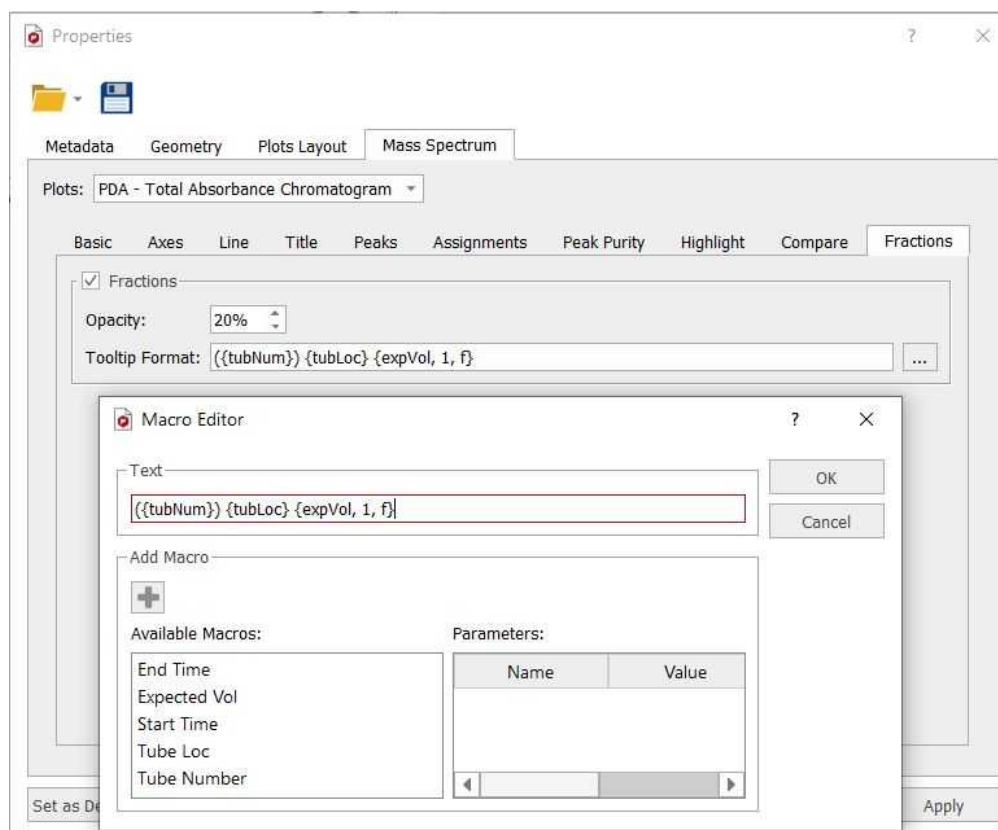 Properties
?
Metadata Geometry Plots Layout Mass Spectrum
Plots: PDA - Total Absorbance Chromatogram
Basic Axes Line Title Peaks Assignments Peak Purity Highlight Compare Fractions
Fractions
Opacity: 20%
Tooltip Format: ({tubNum}) {tubLoc} {expVol, 1, f} ...
Macro Editor ?
Text
OK
({tubNum}) {tubLoc} {expVol, 1, f}
Cancel
Add Macro
Available Macros: Parameters:
End Time
Name Value
Expected Vol
Start Time
Tube Loc
Tube Number
Set as De Apply